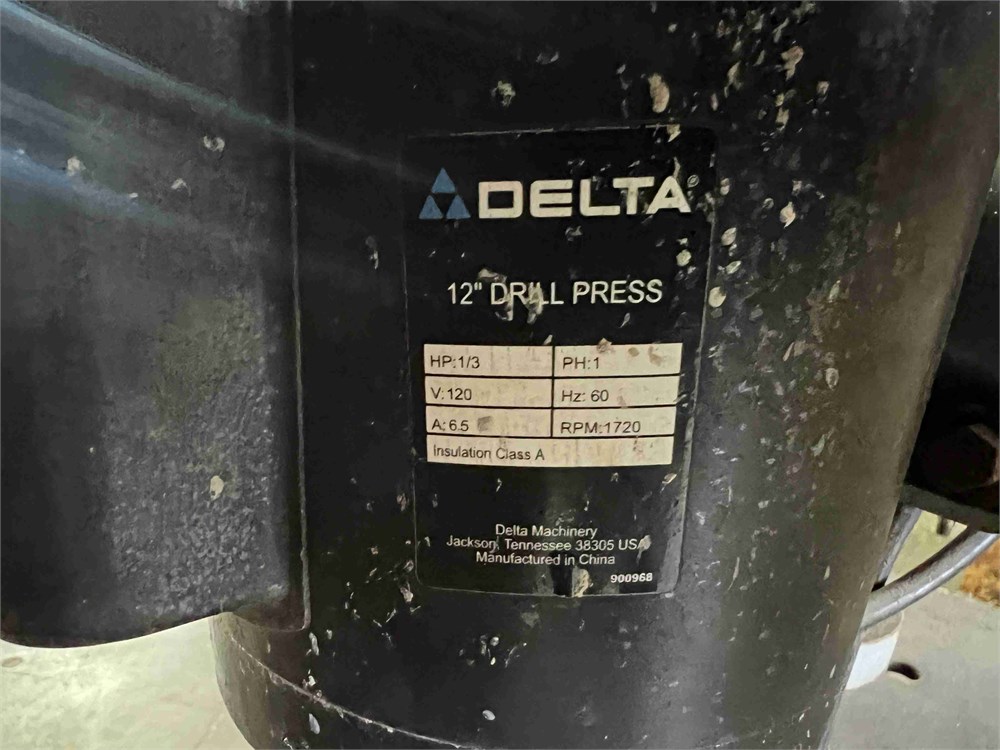 DELTA®
12" DRILL PRESS
HP:1/3 PH:1
V:120 Hz: 60
A:6.5 RPM:1720
Insulation Class A
Delta Machinery
Jackson, Tennessee 38305 USA
Manufactured in China
900968